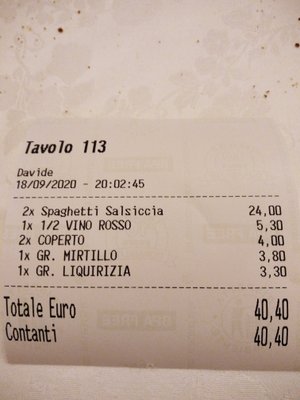 Tavolo 113
Davide
18/09/2020 - 20:02:45
2x Spaghetti Salsiccia 24,00
1x 1/2 VINO ROSSO 5,30
2x COPERTO 4,00
1x GR. MIRTILLO 3,80
1x GR. LIQUIRIZIA 3,30
Totale Euro 40,40
Contanti 40,40
BPA FREE